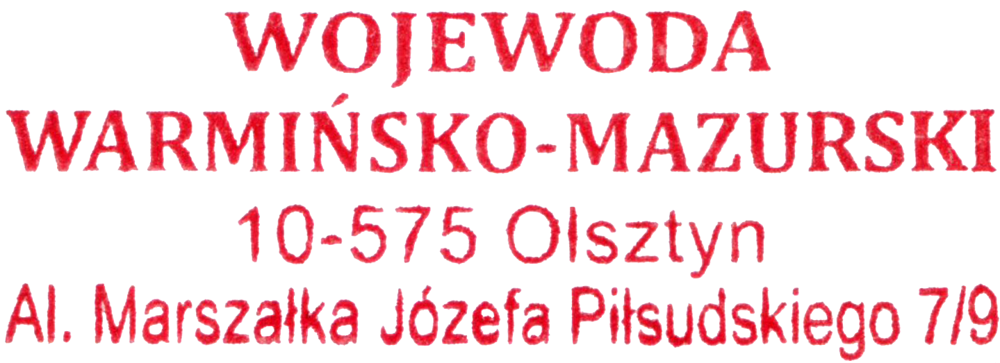 WOJEWODA
WARMIŃSKO-MAZURSKI
10-575 Olsztyn
Al. Marszałka Józefa Piłsudskiego 7/9